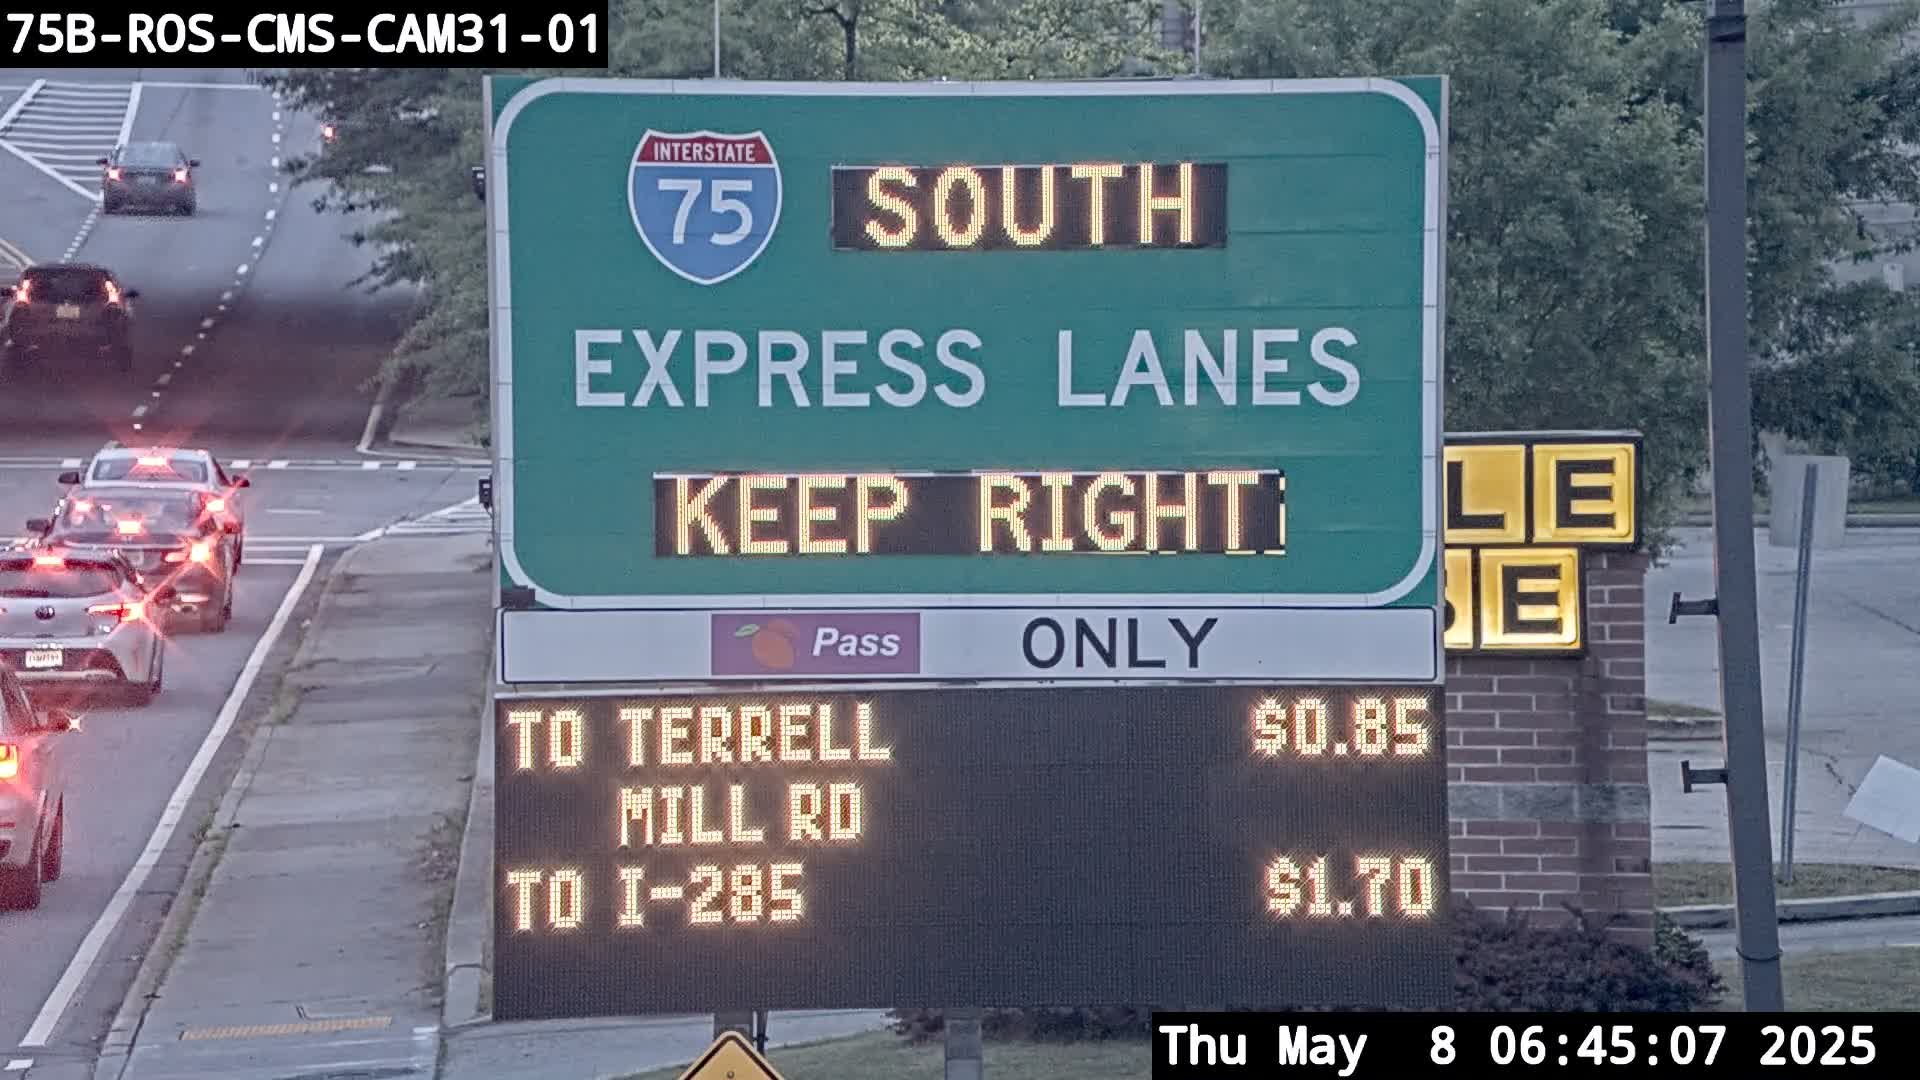 75B-ROS-CMS-CAM31-01
INTERSTATE
75
SOUTH
EXPRESS LANES
KEEP RIGHT
Pass ONLY
TO TERRELL $0.85
MILL RD
TO I-285 $1.70
LE
E
Thu May 8 06:45:07 2025